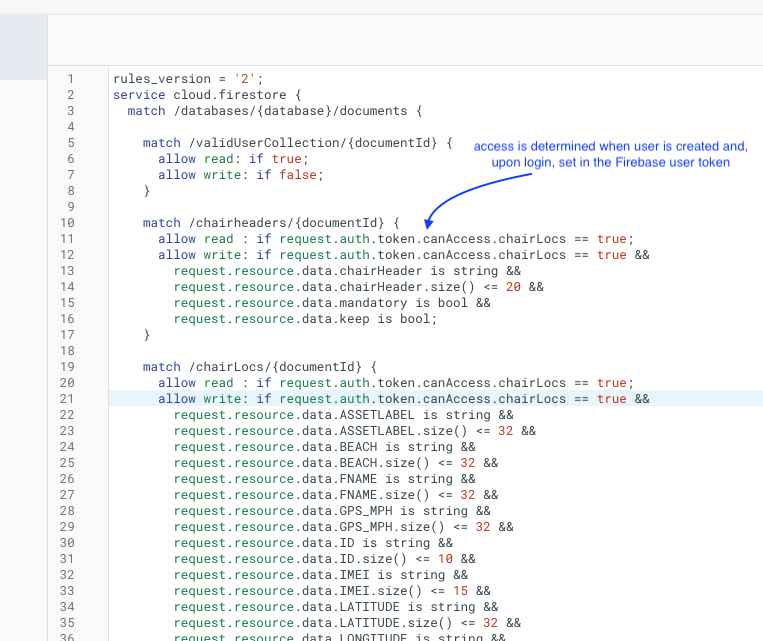 1 rules_version = '2';
2 service cloud.firestore {
3 match /databases/{database}/documents {
4
5 match /validUserCollection/{documentId} {
access is determined when user is created and,
upon login, set in the Firebase user token
6 allow read: if true;
7 allow write: if false;
8 }
9
10 match /chairheaders/{documentId} {
11 allow read : if request.auth.token.canAccess.chairLocs == true;
12 allow write: if request.auth.token.canAccess.chairLocs == true &&
13 request.resource.data.chairHeader is string &&
14 request.resource.data.chairHeader.size() <= 20 &&
15 request.resource.data.mandatory is bool &&
16 request.resource.data.keep is bool;
17 }
18
19 match /chairLocs/{documentId} {
20 allow read : if request.auth.token.canAccess.chairLocs == true;
21 allow write: if request.auth.token.canAccess.chairLocs == true &&
22 request.resource.data.ASSETLABEL is string &&
23 request.resource.data.ASSETLABEL.size() <= 32 &&
24 request.resource.data.BEACH is string &&
25 request.resource.data.BEACH.size() <= 32 &&
26 request.resource.data.FNAME is string &&
27 request.resource.data.FNAME.size() <= 32 &&
28 request.resource.data.GPS_MPH is string &&
29 request.resource.data.GPS_MPH.size() <= 32 &&
30 request.resource.data.ID is string &&
31 request.resource.data.ID.size() <= 10 &&
32 request.resource.data.IMEI is string &&
33 request.resource.data.IMEI.size() <= 15 &&
34 request.resource.data.LATITUDE is string &&
35 request.resource.data.LATITUDE.size() <= 32 &&
36 request.resource.data.LONGITUDE is string &&